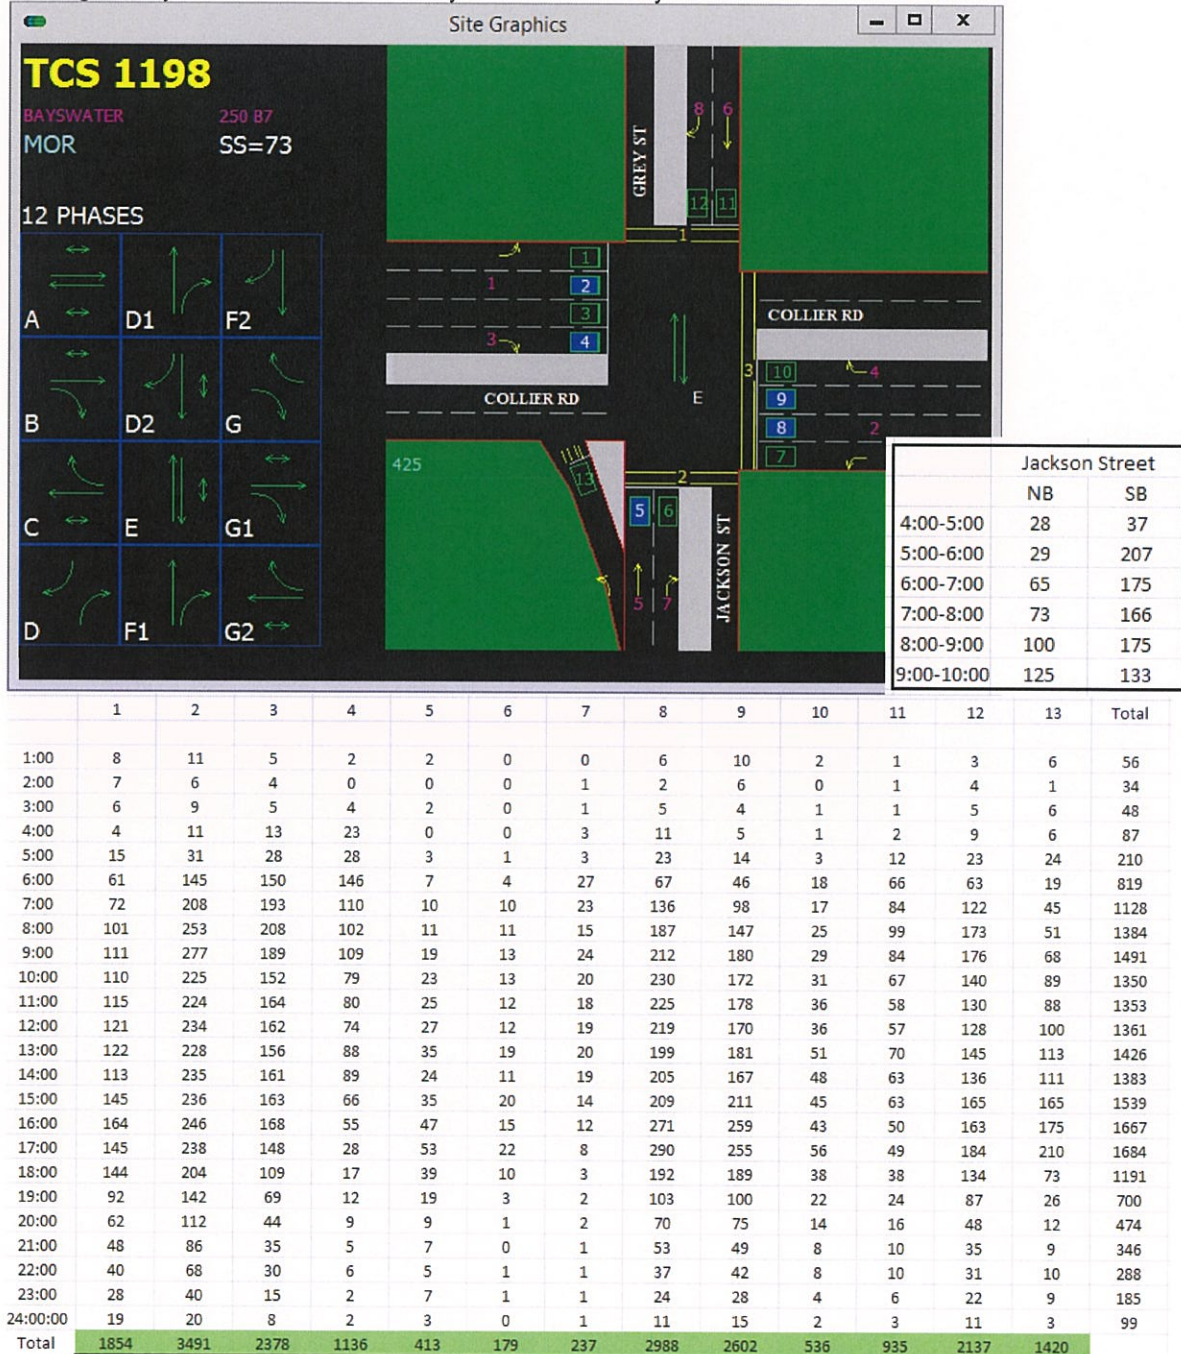 Site Graphics
TCS 1198
BAYSWATER 250 B7
MOR SS=73
12 PHASES
A D1 F2
B D2 G
C E G1
D F1 G2
GREY ST
8 6
12 11
1
1
1 2
3
3 4
COLLIER RD
COLLIER RD
E
3
10 4
9
8 2
7
425
13
2
5 6
5 7
JACKSON ST
Jackson Street
NB SB
4:00-5:00 28 37
5:00-6:00 29 207
6:00-7:00 65 175
7:00-8:00 73 166
8:00-9:00 100 175
9:00-10:00 125 133
1 2 3 4 5 6 7 8 9 10 11 12 13 Total
1:00 8 11 5 2 2 0 0 6 10 2 1 3 6 56
2:00 7 6 4 0 0 0 1 2 6 0 1 4 1 34
3:00 6 9 5 4 2 0 1 5 4 1 1 5 6 48
4:00 4 11 13 23 0 0 3 11 5 1 2 9 6 87
5:00 15 31 28 28 3 1 3 23 14 3 12 23 24 210
6:00 61 145 150 146 7 4 27 67 46 18 66 63 19 819
7:00 72 208 193 110 10 10 23 136 98 17 84 122 45 1128
8:00 101 253 208 102 11 11 15 187 147 25 99 173 51 1384
9:00 111 277 189 109 19 13 24 212 180 29 84 176 68 1491
10:00 110 225 152 79 23 13 20 230 172 31 67 140 89 1350
11:00 115 224 164 80 25 12 18 225 178 36 58 130 88 1353
12:00 121 234 162 74 27 12 19 219 170 36 57 128 100 1361
13:00 122 228 156 88 35 19 20 199 181 51 70 145 113 1426
14:00 113 235 161 89 24 11 19 205 167 48 63 136 111 1383
15:00 145 236 163 66 35 20 14 209 211 45 63 165 165 1539
16:00 164 246 168 55 47 15 12 271 259 43 50 163 175 1667
17:00 145 238 148 28 53 22 8 290 255 56 49 184 210 1684
18:00 144 204 109 17 39 10 3 192 189 38 38 134 73 1191
19:00 92 142 69 12 19 3 2 103 100 22 24 87 26 700
20:00 62 112 44 9 9 1 2 70 75 14 16 48 12 474
21:00 48 86 35 5 7 0 1 53 49 8 10 35 9 346
22:00 40 68 30 6 5 1 1 37 42 8 10 31 10 288
23:00 28 40 15 2 7 1 1 24 28 4 6 22 9 185
24:00:00 19 20 8 2 3 0 1 11 15 2 3 11 3 99
Total 1854 3491 2378 1136 413 179 237 2988 2602 536 935 2137 1420